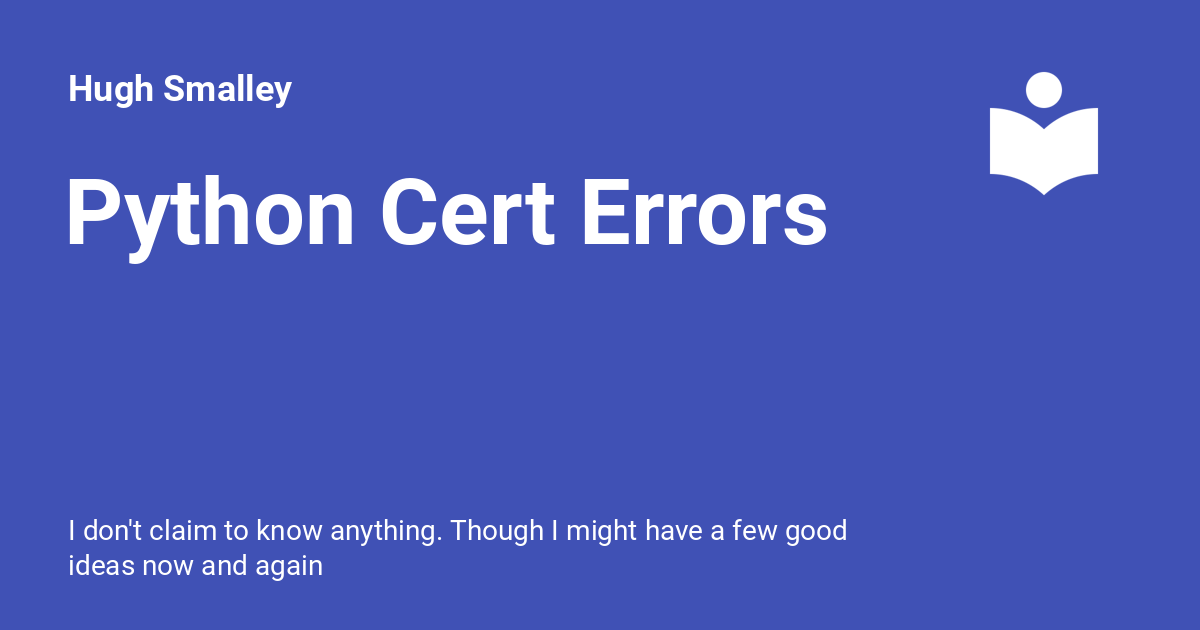 Hugh Smalley
Python Cert Errors
I don't claim to know anything. Though I might have a few good
ideas now and again